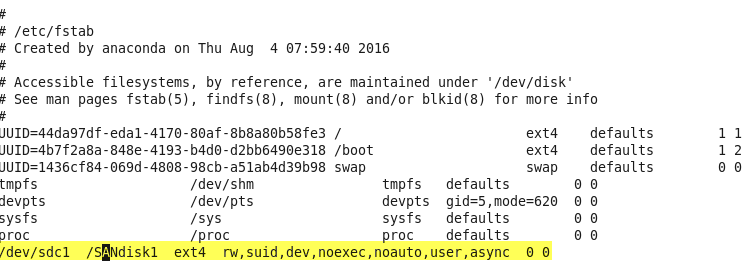 #
# /etc/fstab
# Created by anaconda on Thu Aug  4 07:59:40 2016
#
# Accessible filesystems, by reference, are maintained under '/dev/disk'
# See man pages fstab(5), findfs(8), mount(8) and/or blkid(8) for more info
#
UUID=44da97df-eda1-4170-80af-8b8a80b58fe3 /                       ext4    defaults        1 1
UUID=4b7f2a8a-848e-4193-b4d0-d2bb6490e318 /boot                   ext4    defaults        1 2
UUID=1436cf84-069d-4808-98cb-a51ab4d39b98 swap                    swap    defaults        0 0
tmpfs                   /dev/shm                tmpfs   defaults        0 0
devpts                  /dev/pts                devpts  gid=5,mode=620  0 0
sysfs                   /sys                    sysfs   defaults        0 0
proc                    /proc                   proc    defaults        0 0
/dev/sdc1  /SANdisk1  ext4  rw,suid,dev,noexec,noauto,user,async  0 0